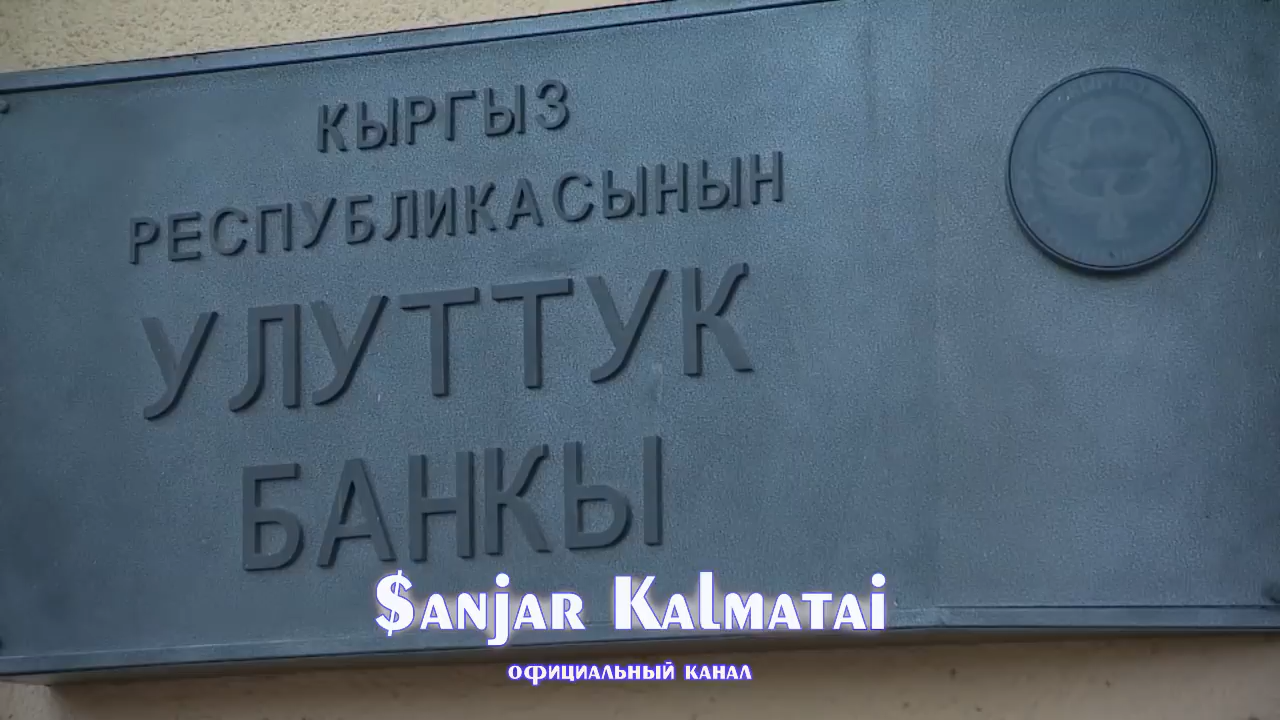 КЫРГЫЗ
РЕСПУБЛИКАСЫНЫН
УЛУТТУК
БАНКЫ
$anjar Kalmatai
официальный канал